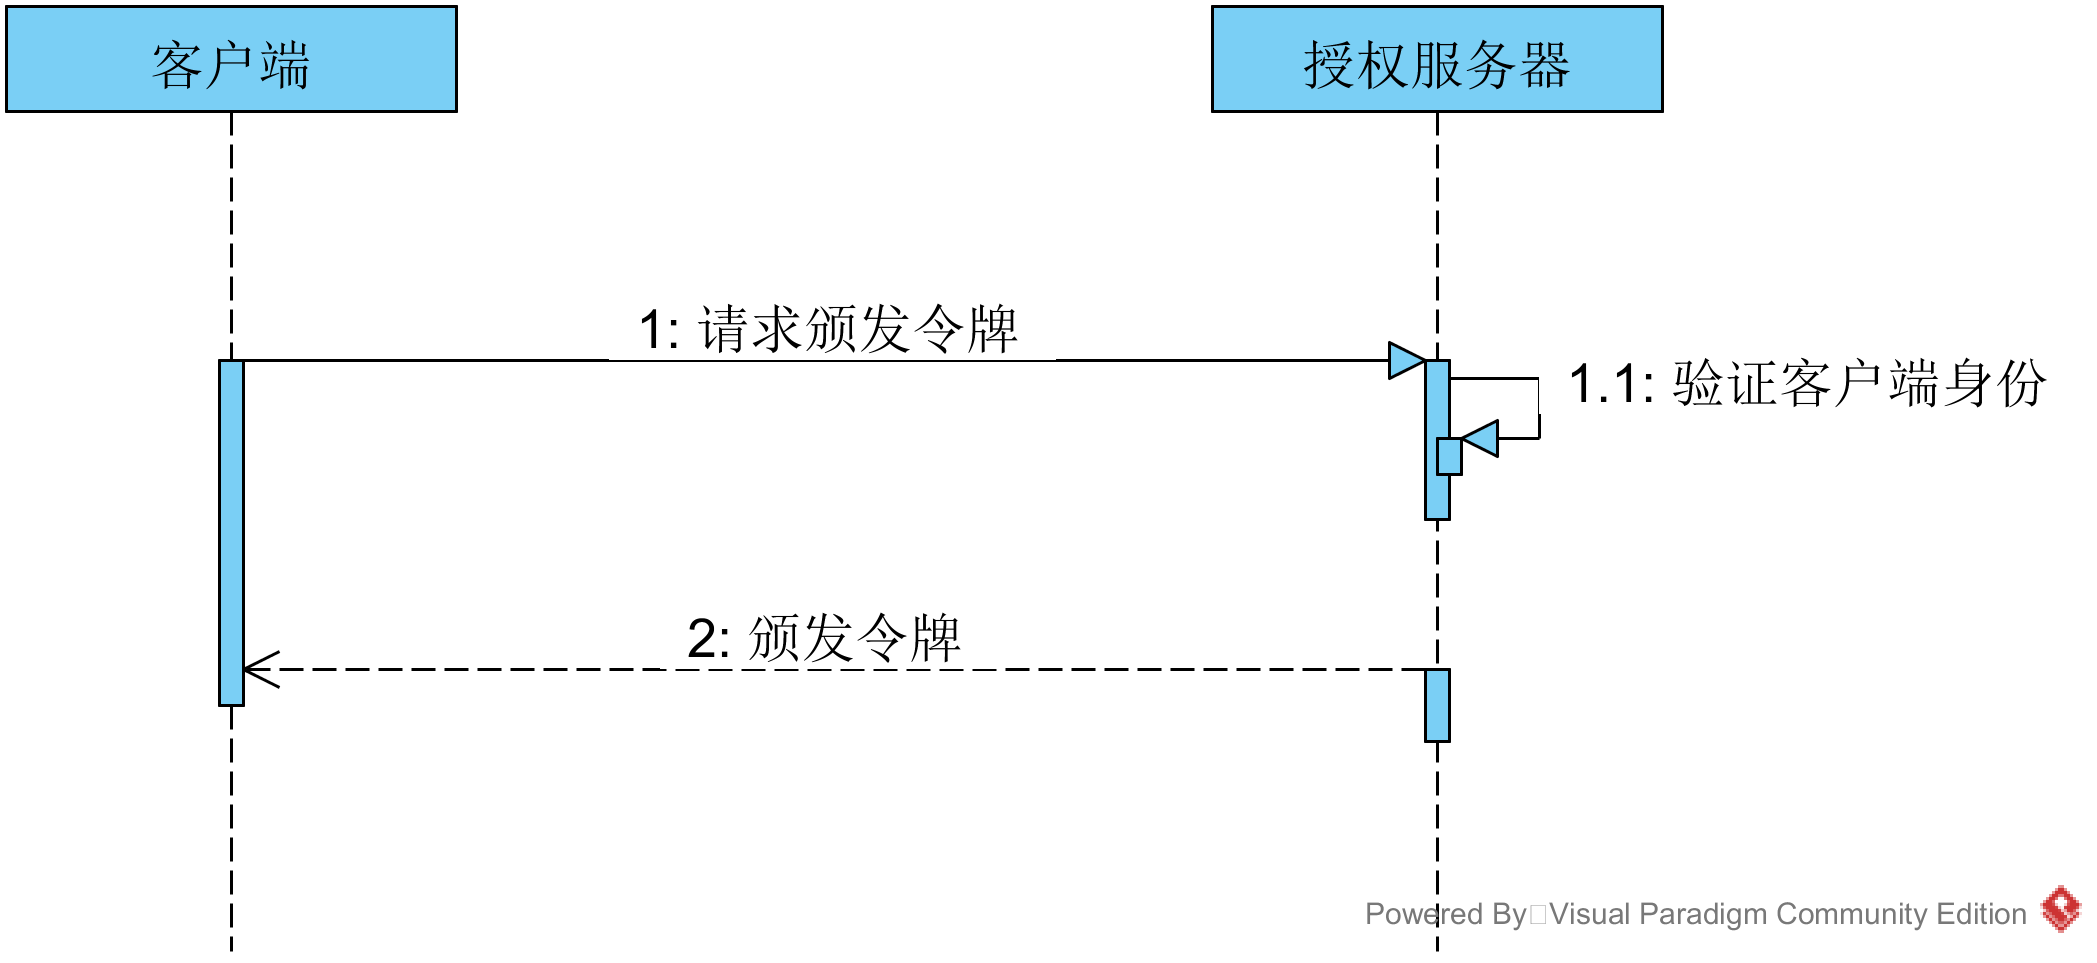 客户端
授权服务器
1: 请求颁发令牌
1.1: 验证客户端身份
2: 颁发令牌
Powered By Visual Paradigm Community Edition